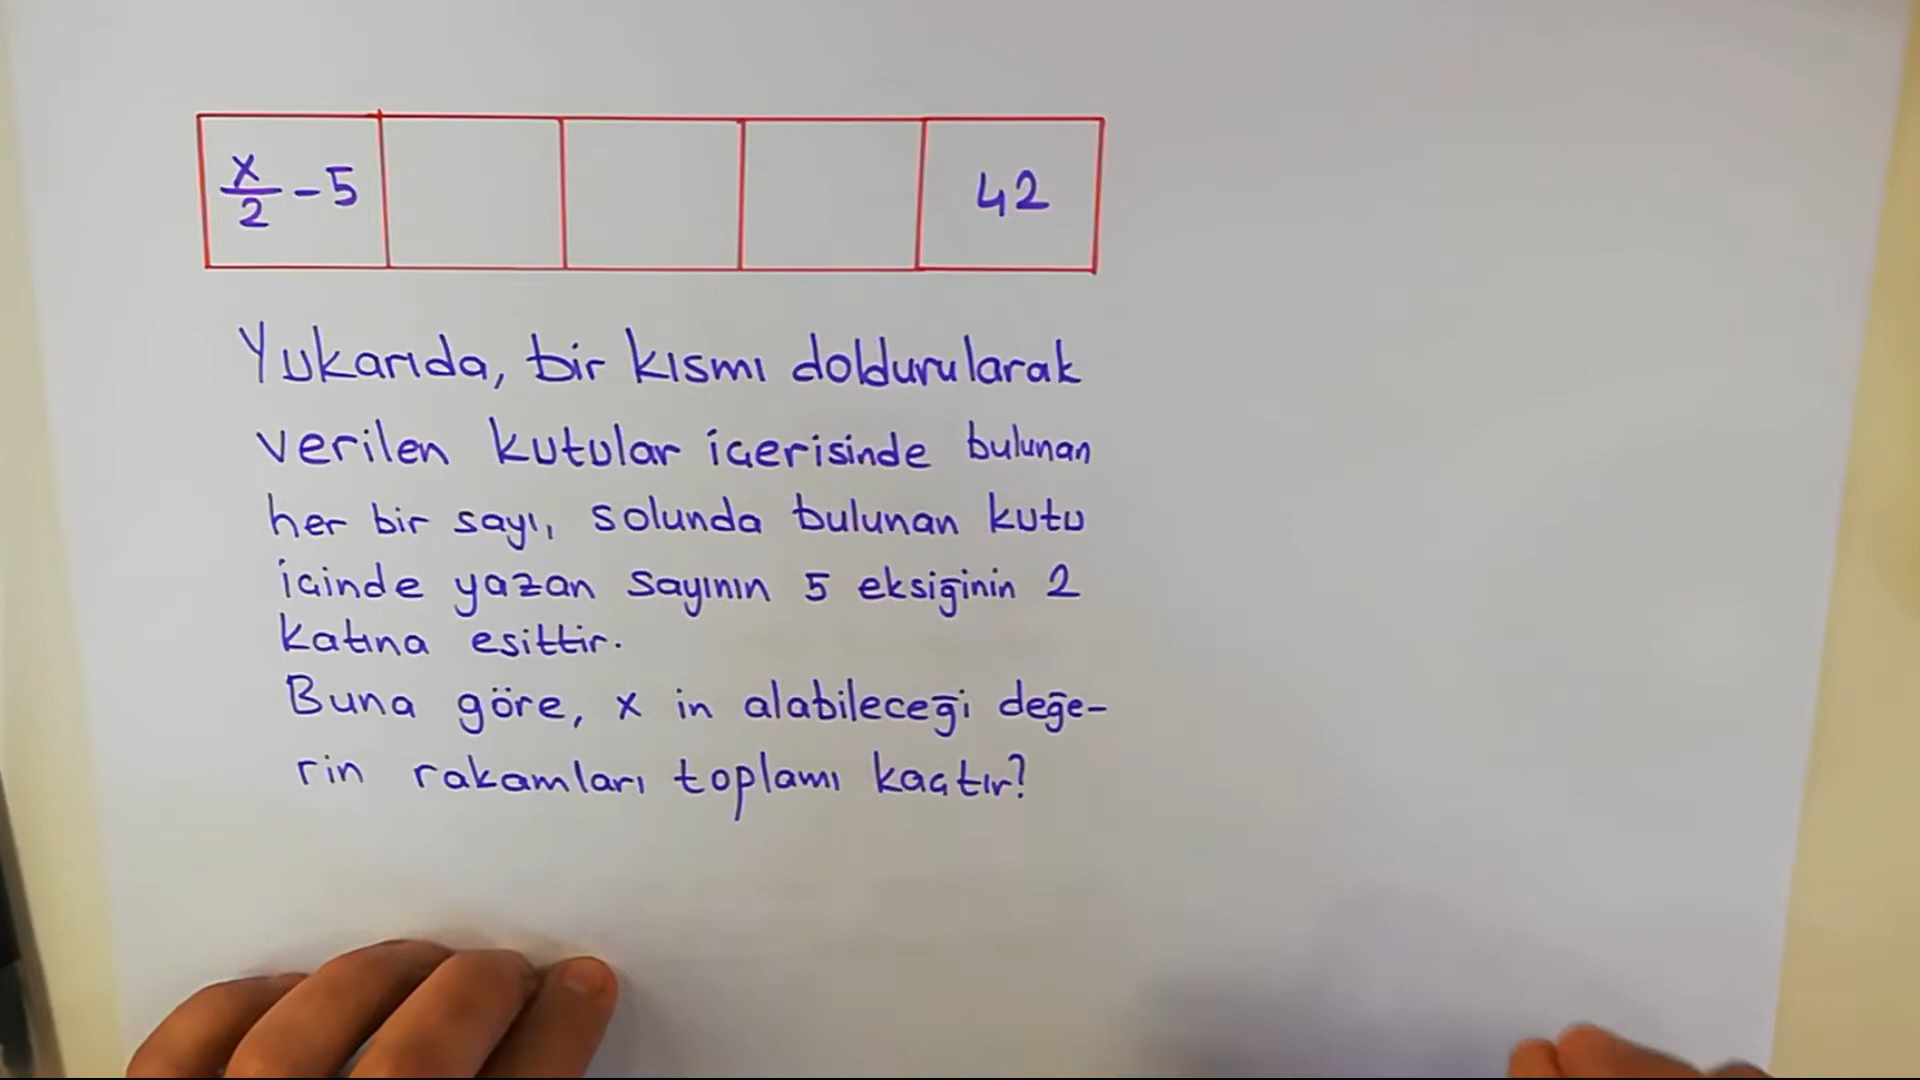 x/2 - 5 42
Yukarıda, bir kısmı doldurularak
verilen kutular içerisinde bulunan
her bir sayı, solunda bulunan kutu
içinde yazan sayının 5 eksiğinin 2
katına eşittir.
Buna göre, x in alabileceği değe-
rin rakamları toplamı kaçtır?